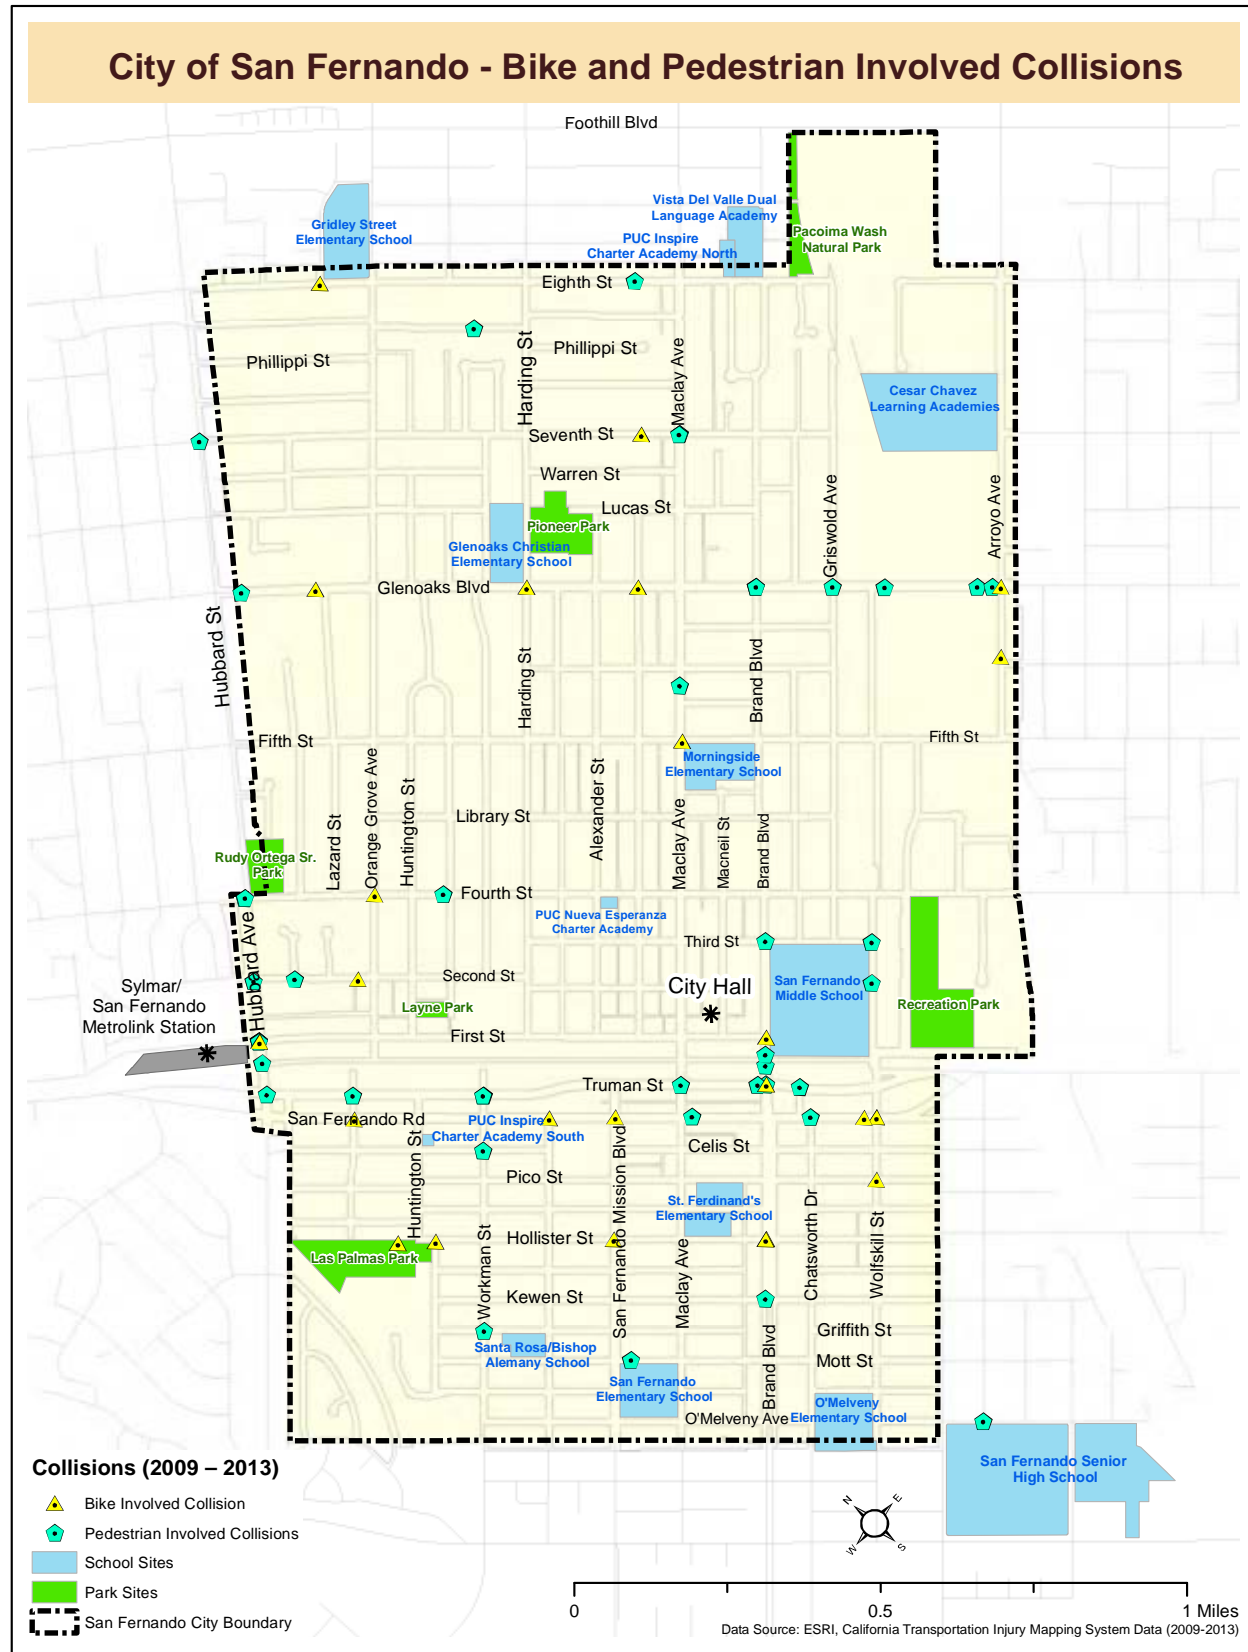 City of San Fernando - Bike and Pedestrian Involved Collisions
Foothill Blvd
Vista Del Valle Dual
Language Academy
Gridley Street
Elementary School
PUC Inspire
Charter Academy North
Pacoima Wash
Natural Park
Eighth St
Harding St
Phillippi St
Phillippi St
Maclay Ave
Cesar Chavez
Learning Academies
Seventh St
Warren St
Lucas St
Pioneer Park
Griswold Ave
Arroyo Ave
Glenoaks Christian
Elementary School
Glenoaks Blvd
Hubbard St
Harding St
Brand Blvd
Fifth St
Fifth St
Morningside
Elementary School
Orange Grove Ave
Huntington St
Lazard St
Library St
Alexander St
Maclay Ave
Macneil St
Brand Blvd
Rudy Ortega Sr.
Park
Fourth St
PUC Nueva Esperanza
Charter Academy
Hubbard Ave
Third St
Second St
City Hall
San Fernando
Middle School
Recreation Park
Sylmar/
San Fernando
Metrolink Station
Layne Park
First St
Truman St
San Fernando Rd
PUC Inspire
Charter Academy South
Celis St
Huntington St
Pico St
San Fernando Mission Blvd
St. Ferdinand's
Elementary School
Chatsworth Dr
Wolfskill St
Workman St
Hollister St
Maclay Ave
Las Palmas Park
Kewen St
Griffith St
Brand Blvd
Santa Rosa/Bishop
Alemany School
Mott St
San Fernando
Elementary School
O'Melveny Ave
O'Melveny
Elementary School
San Fernando Senior
High School
Collisions (2009 – 2013)
Bike Involved Collision
Pedestrian Involved Collisions
School Sites
Park Sites
San Fernando City Boundary
N
E
W
S
0
0.5
1 Miles
Data Source: ESRI, California Transportation Injury Mapping System Data (2009-2013)